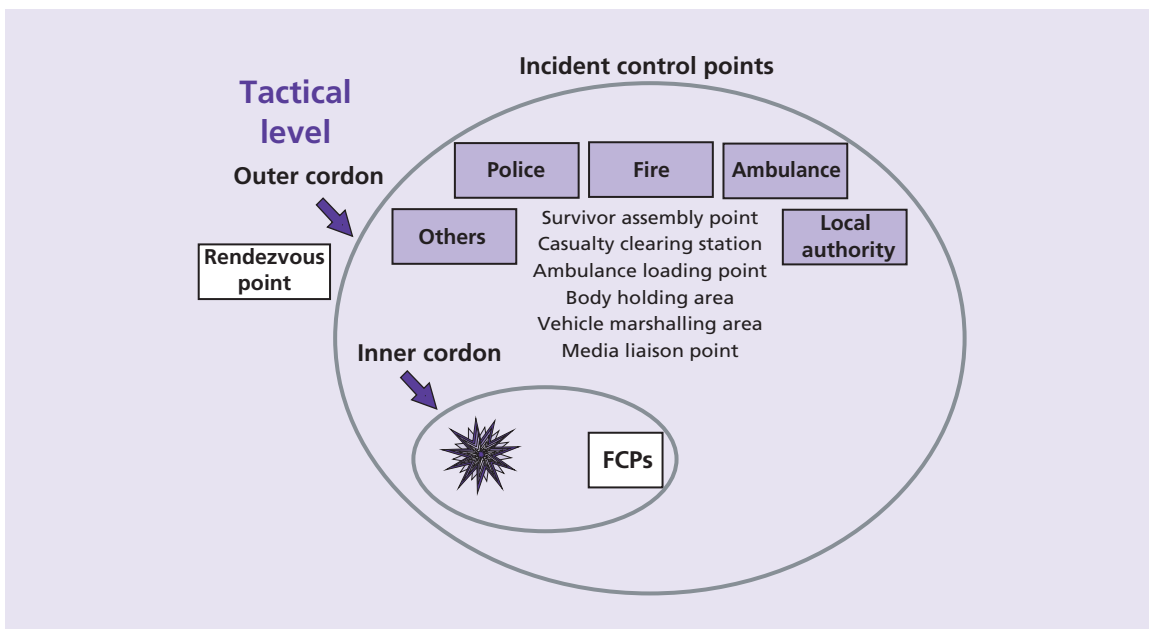 Incident control points
Tactical
level
Outer cordon
Rendezvous
point
Police
Fire
Ambulance
Others
Local
authority
Survivor assembly point
Casualty clearing station
Ambulance loading point
Body holding area
Vehicle marshalling area
Media liaison point
Inner cordon
FCPs